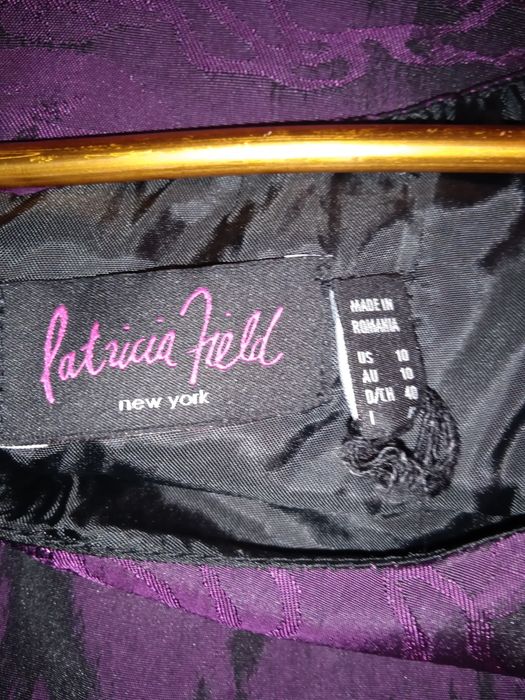 Patricia Field
new york
MADE IN
ROMANIA
US 10
AU 10
D/CH 40
I